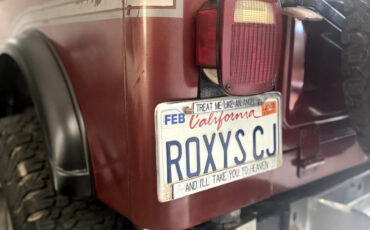 TREAT ME LIKE AN ANGEL
FEB
California
ROXYS CJ
AND I'LL TAKE YOU TO HEAVEN